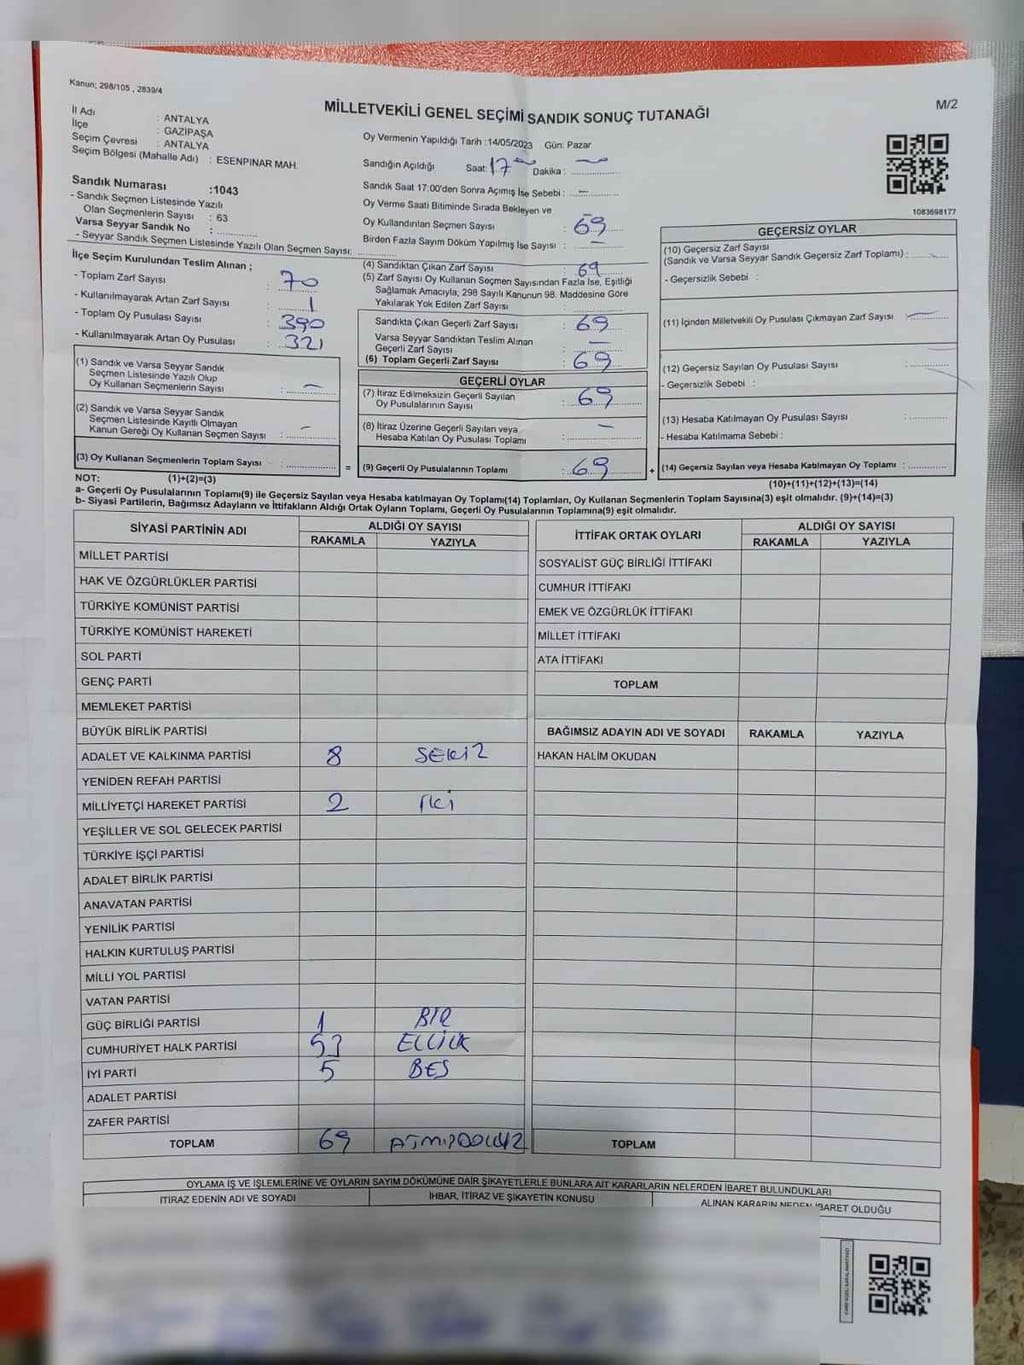 Kanun; 298/105 , 2839/4
MİLLETVEKİLİ GENEL SEÇİMİ SANDIK SONUÇ TUTANAĞI
M/2
İl Adı : ANTALYA
İlçe : GAZİPAŞA
Seçim Çevresi : ANTALYA
Seçim Bölgesi (Mahalle Adı) : ESENPINAR MAH.
Sandık Numarası :1043
- Sandık Seçmen Listesinde Yazılı
Olan Seçmenlerin Sayısı : 63
Varsa Seyyar Sandık No :
- Seyyar Sandık Seçmen Listesinde Yazılı Olan Seçmen Sayısı:
İlçe Seçim Kurulundan Teslim Alınan ;
- Toplam Zarf Sayısı : 70
- Kullanılmayarak Artan Zarf Sayısı : 1
- Toplam Oy Pusulası Sayısı : 390
- Kullanılmayarak Artan Oy Pusulası : 321
(1) Sandık ve Varsa Seyyar Sandık
Seçmen Listesinde Yazılı Olup
Oy Kullanan Seçmenlerin Sayısı : —
(2) Sandık ve Varsa Seyyar Sandık
Seçmen Listesinde Kayıtlı Olmayan
Kanun Gereği Oy Kullanan Seçmen Sayısı : —
(3) Oy Kullanan Seçmenlerin Toplam Sayısı :
Oy Vermenin Yapıldığı Tarih :14/05/2023 Gün: Pazar
Sandığın Açıldığı Saat: 17 Dakika :
Sandık Saat 17:00'den Sonra Açımış İse Sebebi : —
Oy Verme Saati Bitiminde Sırada Bekleyen ve
Oy Kullandırılan Seçmen Sayısı : 69
Birden Fazla Sayım Döküm Yapılmış İse Sayısı : —
(4) Sandıktan Çıkan Zarf Sayısı : 69
(5) Zarf Sayısı Oy Kullanan Seçmen Sayısından Fazla İse, Eşitliği
Sağlamak Amacıyla; 298 Sayılı Kanunun 98. Maddesine Göre
Yakılarak Yok Edilen Zarf Sayısı :
Sandıkta Çıkan Geçerli Zarf Sayısı : 69
Varsa Seyyar Sandıktan Teslim Alınan
Geçerli Zarf Sayısı : —
(6) Toplam Geçerli Zarf Sayısı : 69
GEÇERLİ OYLAR
(7) İtiraz Edilmeksizin Geçerli Sayılan
Oy Pusulalarının Sayısı : 69
(8) İtiraz Üzerine Geçerli Sayılan veya
Hesaba Katılan Oy Pusulası Toplamı : —
= (9) Geçerli Oy Pusulalarının Toplamı : 69 +
1083698177
GEÇERSİZ OYLAR
(10) Geçersiz Zarf Sayısı
(Sandık ve Varsa Seyyar Sandık Geçersiz Zarf Toplamı) :
- Geçersizlik Sebebi :
(11) İçinden Milletvekili Oy Pusulası Çıkmayan Zarf Sayısı : —
(12) Geçersiz Sayılan Oy Pusulası Sayısı :
- Geçersizlik Sebebi :
(13) Hesaba Katılmayan Oy Pusulası Sayısı :
- Hesaba Katılmama Sebebi :
(14) Geçersiz Sayılan veya Hesaba Katılmayan Oy Toplamı :
NOT: (1)+(2)=(3)
(10)+(11)+(12)+(13)=(14)
a- Geçerli Oy Pusulalarının Toplamı(9) ile Geçersiz Sayılan veya Hesaba katılmayan Oy Toplamı(14) Toplamları, Oy Kullanan Seçmenlerin Toplam Sayısına(3) eşit olmalıdır. (9)+(14)=(3)
b- Siyasi Partilerin, Bağımsız Adayların ve İttifakların Aldığı Ortak Oyların Toplamı, Geçerli Oy Pusulalarının Toplamına(9) eşit olmalıdır.
SİYASİ PARTİNİN ADI ALDIĞI OY SAYISI
RAKAMLA YAZIYLA
MİLLET PARTİSİ
HAK VE ÖZGÜRLÜKLER PARTİSİ
TÜRKİYE KOMÜNİST PARTİSİ
TÜRKİYE KOMÜNİST HAREKETİ
SOL PARTİ
GENÇ PARTİ
MEMLEKET PARTİSİ
BÜYÜK BİRLİK PARTİSİ
ADALET VE KALKINMA PARTİSİ 8 SEKİZ
YENİDEN REFAH PARTİSİ
MİLLİYETÇİ HAREKET PARTİSİ 2 İKİ
YEŞİLLER VE SOL GELECEK PARTİSİ
TÜRKİYE İŞÇİ PARTİSİ
ADALET BİRLİK PARTİSİ
ANAVATAN PARTİSİ
YENİLİK PARTİSİ
HALKIN KURTULUŞ PARTİSİ
MİLLİ YOL PARTİSİ
VATAN PARTİSİ
GÜÇ BİRLİĞİ PARTİSİ 1 BİR
CUMHURİYET HALK PARTİSİ 53
İYİ PARTİ 5 BES
ADALET PARTİSİ
ZAFER PARTİSİ
TOPLAM 69
İTTİFAK ORTAK OYLARI ALDIĞI OY SAYISI
RAKAMLA YAZIYLA
SOSYALİST GÜÇ BİRLİĞİ İTTİFAKI
CUMHUR İTTİFAKI
EMEK VE ÖZGÜRLÜK İTTİFAKI
MİLLET İTTİFAKI
ATA İTTİFAKI
TOPLAM
BAĞIMSIZ ADAYIN ADI VE SOYADI RAKAMLA YAZIYLA
HAKAN HALİM OKUDAN
TOPLAM
OYLAMA İŞ VE İŞLEMLERİNE VE OYLARIN SAYIM DÖKÜMÜNE DAİR ŞİKAYETLERLE BUNLARA AİT KARARLARIN NELERDEN İBARET BULUNDUKLARI
İTİRAZ EDENİN ADI VE SOYADI İHBAR, İTİRAZ VE ŞİKAYETİN KONUSU ALINAN KARARIN NEDEN İBARET OLDUĞU